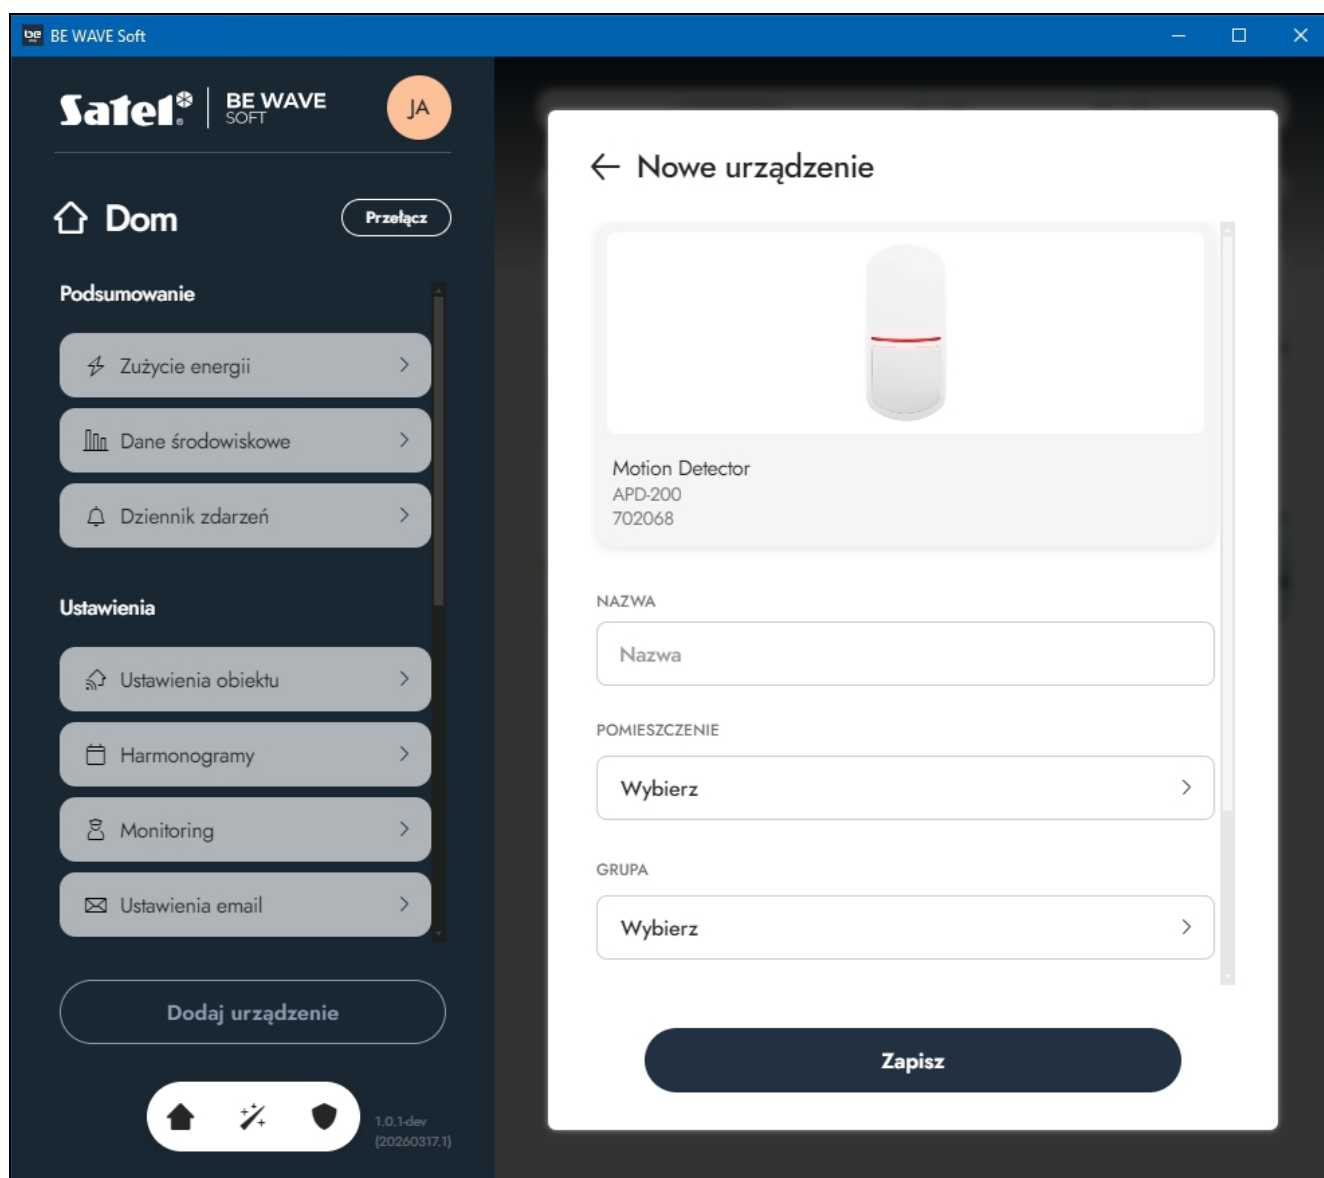 BE WAVE Soft
Satel® BE WAVE SOFT
JA
Dom
Przełącz
Podsumowanie
Zużycie energii
Dane środowiskowe
Dziennik zdarzeń
Ustawienia
Ustawienia obiektu
Harmonogramy
Monitoring
Ustawienia email
Dodaj urządzenie
1.0.1-dev
(20260317.1)
Nowe urządzenie
Motion Detector
APD-200
702068
NAZWA
Nazwa
POMIESZCZENIE
Wybierz
GRUPA
Wybierz
Zapisz